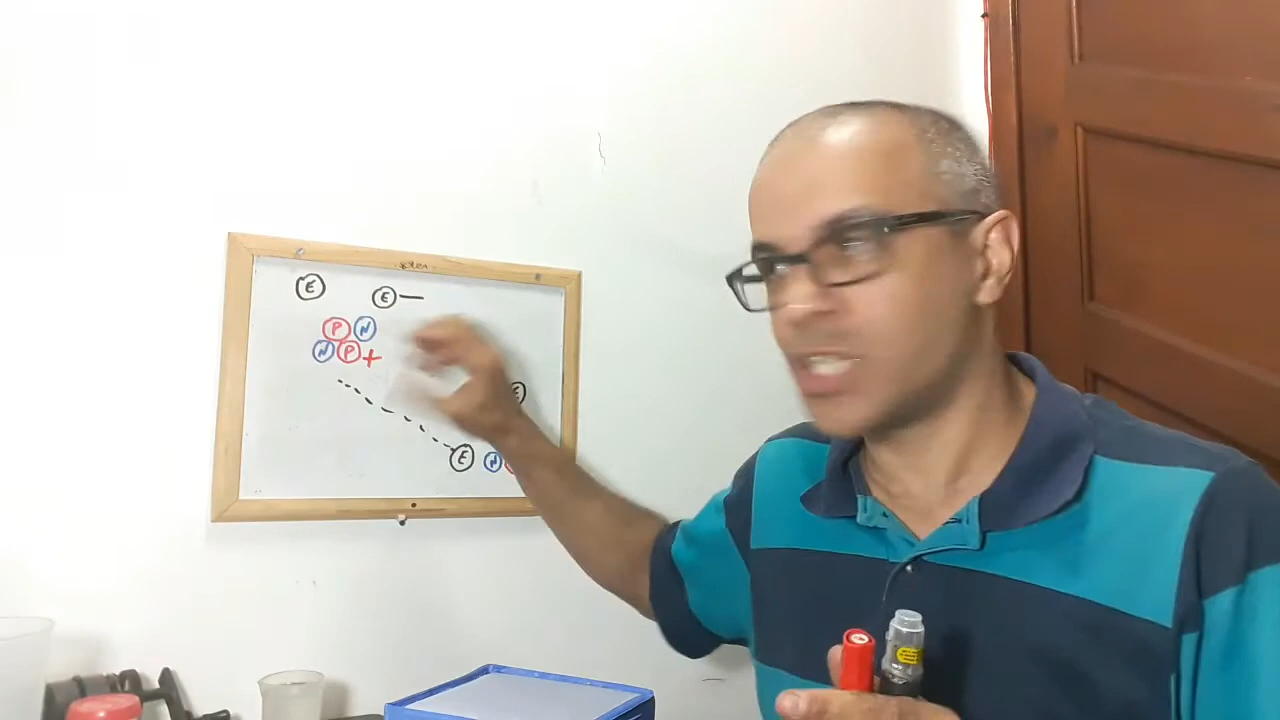 E E —
P N
N P +
E
E N